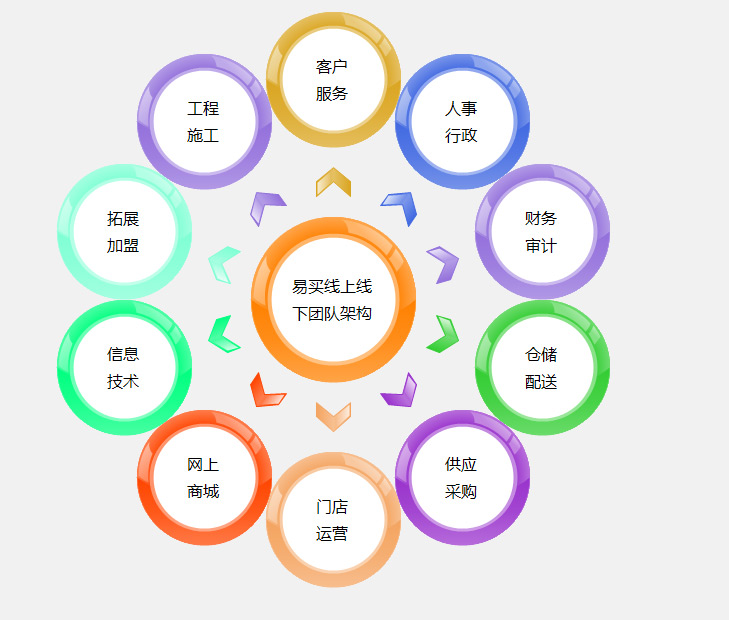 客户
服务
人事
行政
财务
审计
仓储
配送
供应
采购
门店
运营
网上
商城
信息
技术
拓展
加盟
工程
施工
易买线上线
下团队架构